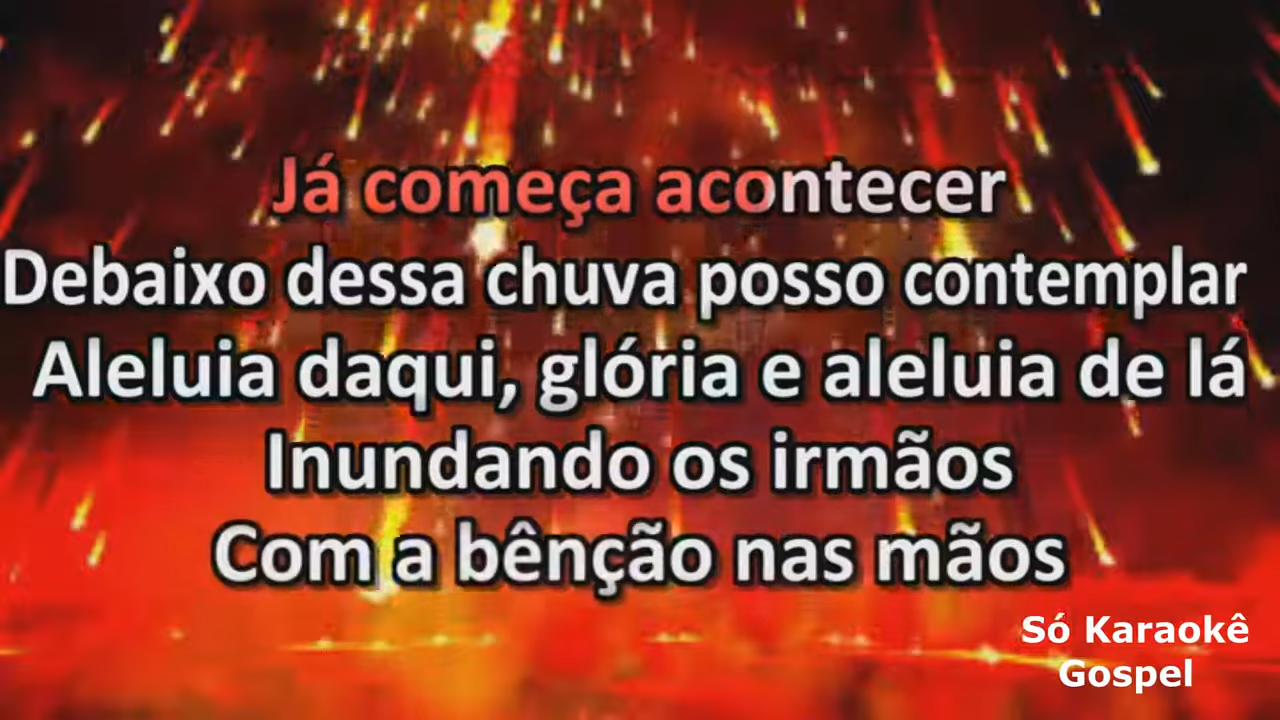 Já começa acontecer
Debaixo dessa chuva posso contemplar
Aleluia daqui, glória e aleluia de lá
Inundando os irmãos
Com a bênção nas mãos
Só Karaokê
Gospel